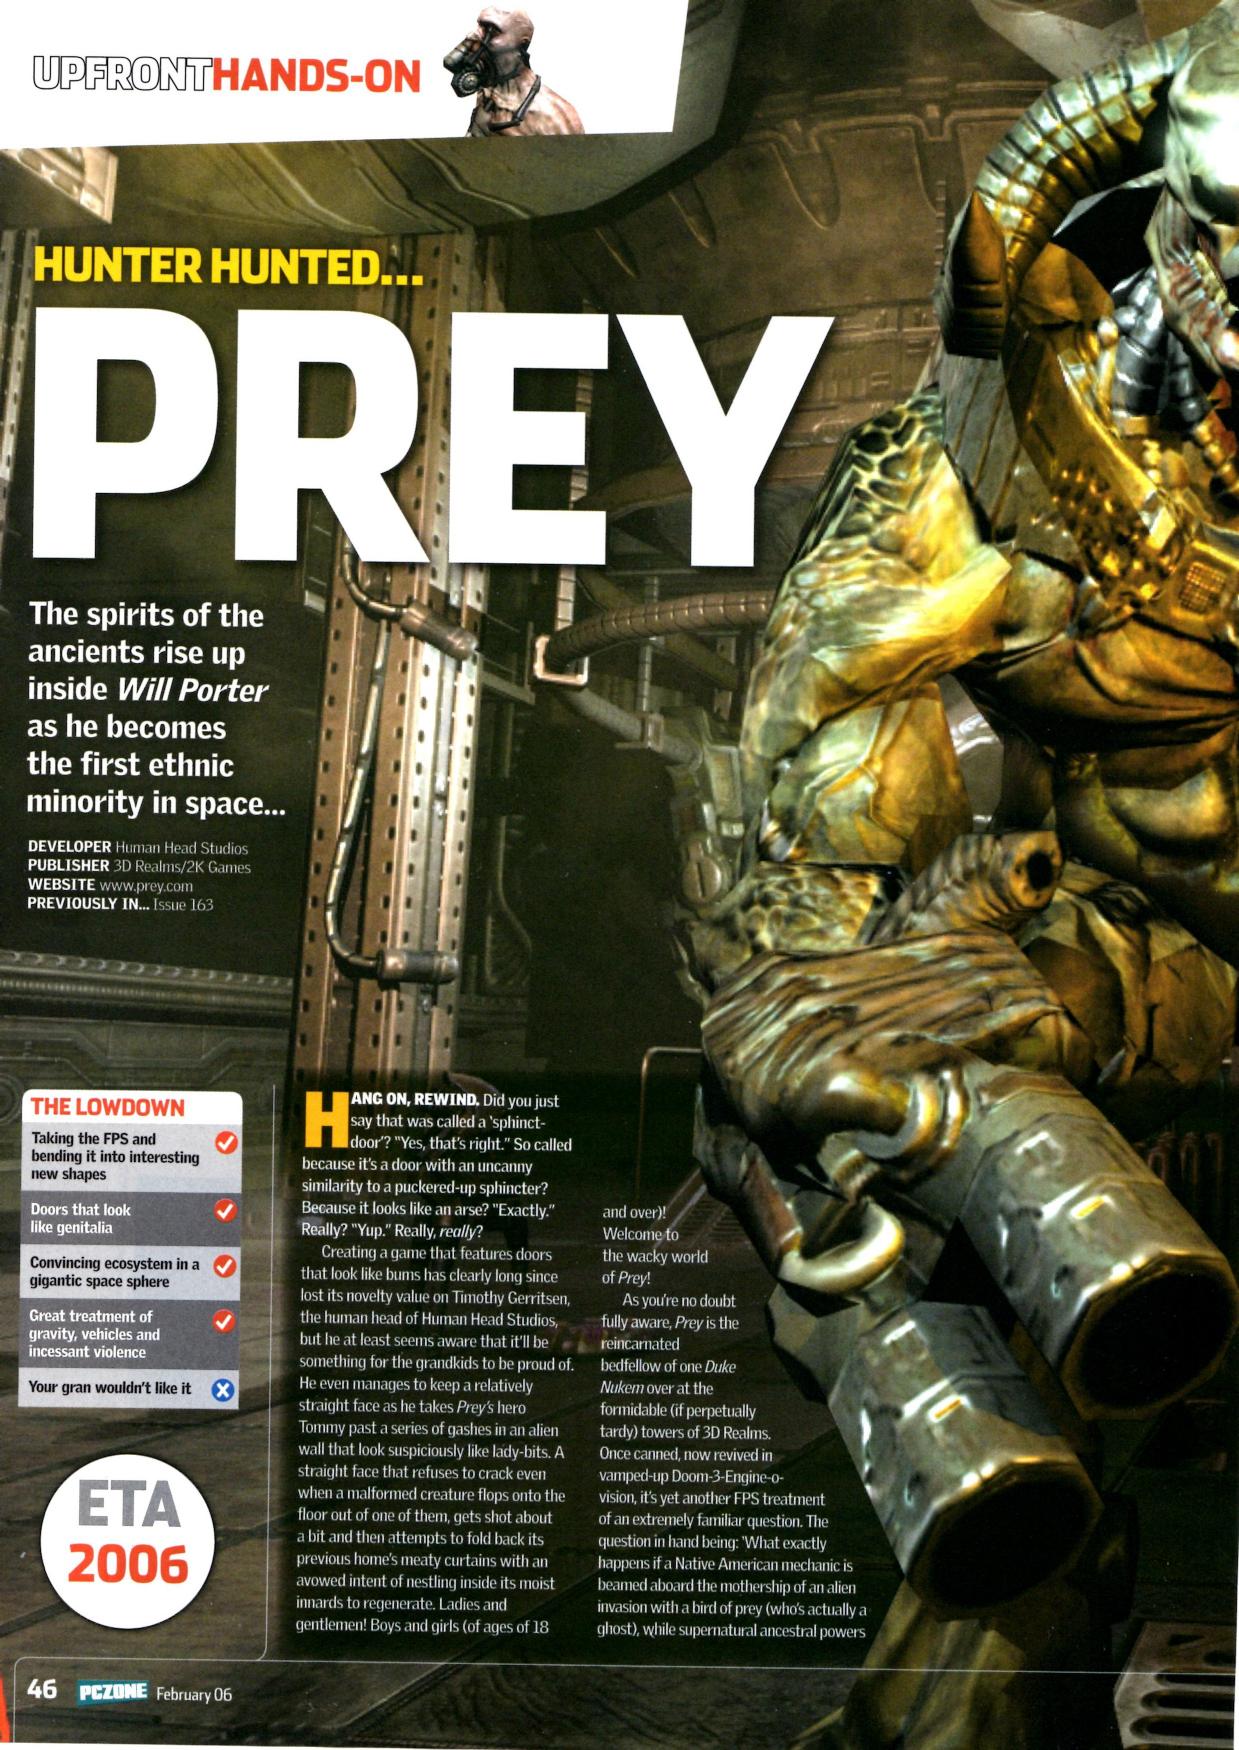 UPFRONTHANDS-ON
HUNTER HUNTED...
PREY
The spirits of the
ancients rise up
inside Will Porter
as he becomes
the first ethnic
minority in space...
DEVELOPER Human Head Studios
PUBLISHER 3D Realms/2K Games
WEBSITE www.prey.com
PREVIOUSLY IN... Issue 163
THE LOWDOWN
Taking the FPS and
bending it into interesting
new shapes
Doors that look
like genitalia
Convincing ecosystem in a
gigantic space sphere
Great treatment of
gravity, vehicles and
incessant violence
Your gran wouldn't like it
ETA
2006
HANG ON, REWIND. Did you just
say that was called a 'sphinct-
door'? "Yes, that's right." So called
because it's a door with an uncanny
similarity to a puckered-up sphincter?
Because it looks like an arse? "Exactly."
Really? "Yup." Really, really?
Creating a game that features doors
that look like bums has clearly long since
lost its novelty value on Timothy Gerritsen,
the human head of Human Head Studios,
but he at least seems aware that it'll be
something for the grandkids to be proud of.
He even manages to keep a relatively
straight face as he takes Prey's hero
Tommy past a series of gashes in an alien
wall that look suspiciously like lady-bits. A
straight face that refuses to crack even
when a malformed creature flops onto the
floor out of one of them, gets shot about
a bit and then attempts to fold back its
previous home's meaty curtains with an
avowed intent of nestling inside its moist
innards to regenerate. Ladies and
gentlemen! Boys and girls (of ages of 18
and over)!
Welcome to
the wacky world
of Prey!
As you're no doubt
fully aware, Prey is the
reincarnated
bedfellow of one Duke
Nukem over at the
formidable (if perpetually
tardy) towers of 3D Realms.
Once canned, now revived in
vamped-up Doom-3-Engine-o-
vision, it's yet another FPS treatment
of an extremely familiar question. The
question in hand being: 'What exactly
happens if a Native American mechanic is
beamed aboard the mothership of an alien
invasion with a bird of prey (who's actually a
ghost), while supernatural ancestral powers
46 PCZONE February 06